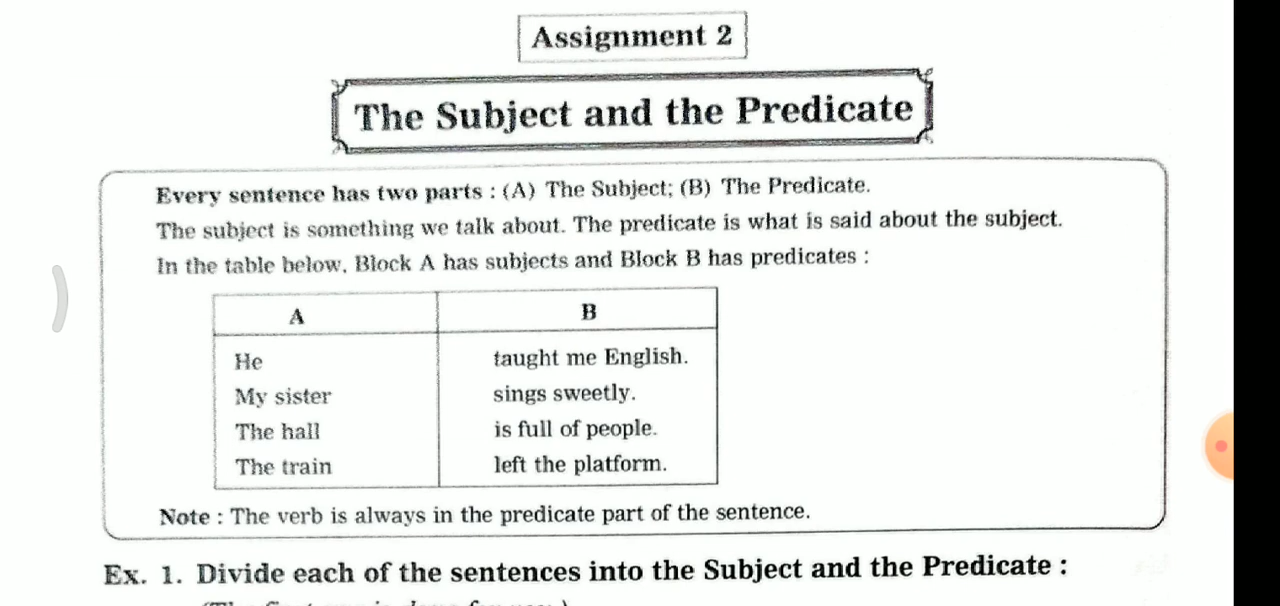 Assignment 2
The Subject and the Predicate
Every sentence has two parts : (A) The Subject; (B) The Predicate.
The subject is something we talk about. The predicate is what is said about the subject.
In the table below, Block A has subjects and Block B has predicates :
A B
He taught me English.
My sister sings sweetly.
The hall is full of people.
The train left the platform.
Note : The verb is always in the predicate part of the sentence.
Ex. 1. Divide each of the sentences into the Subject and the Predicate :